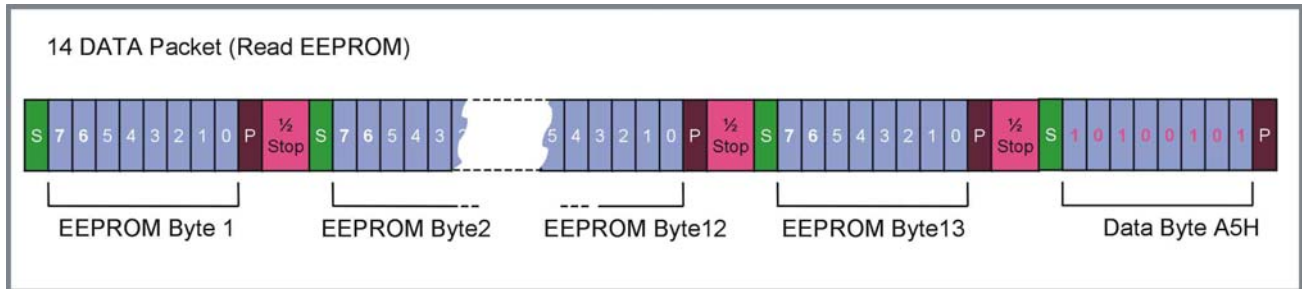 14 DATA Packet (Read EEPROM)
S 7 6 5 4 3 2 1 0 P ½ Stop S 7 6 5 4 3 2 5 4 3 2 1 0 P ½ Stop S 7 6 5 4 3 2 1 0 P ½ Stop S 1 0 1 0 0 1 0 1 P
EEPROM Byte 1 EEPROM Byte2 EEPROM Byte12 EEPROM Byte13 Data Byte A5H